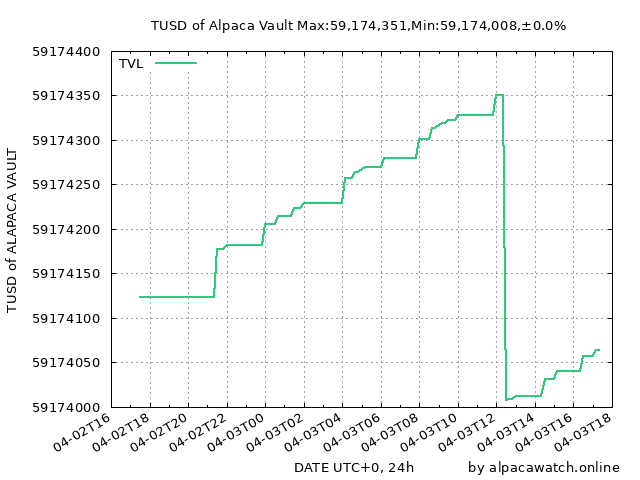 TUSD of Alpaca Vault Max:59,174,351,Min:59,174,008,±0.0%
TVL
59174400
59174350
59174300
59174250
59174200
59174150
59174100
59174050
59174000
TUSD of ALAPACA VAULT
04-02T16
04-02T18
04-02T20
04-02T22
04-03T00
04-03T02
04-03T04
04-03T06
04-03T08
04-03T10
04-03T12
04-03T14
04-03T16
04-03T18
DATE UTC+0, 24h
by alpacawatch.online